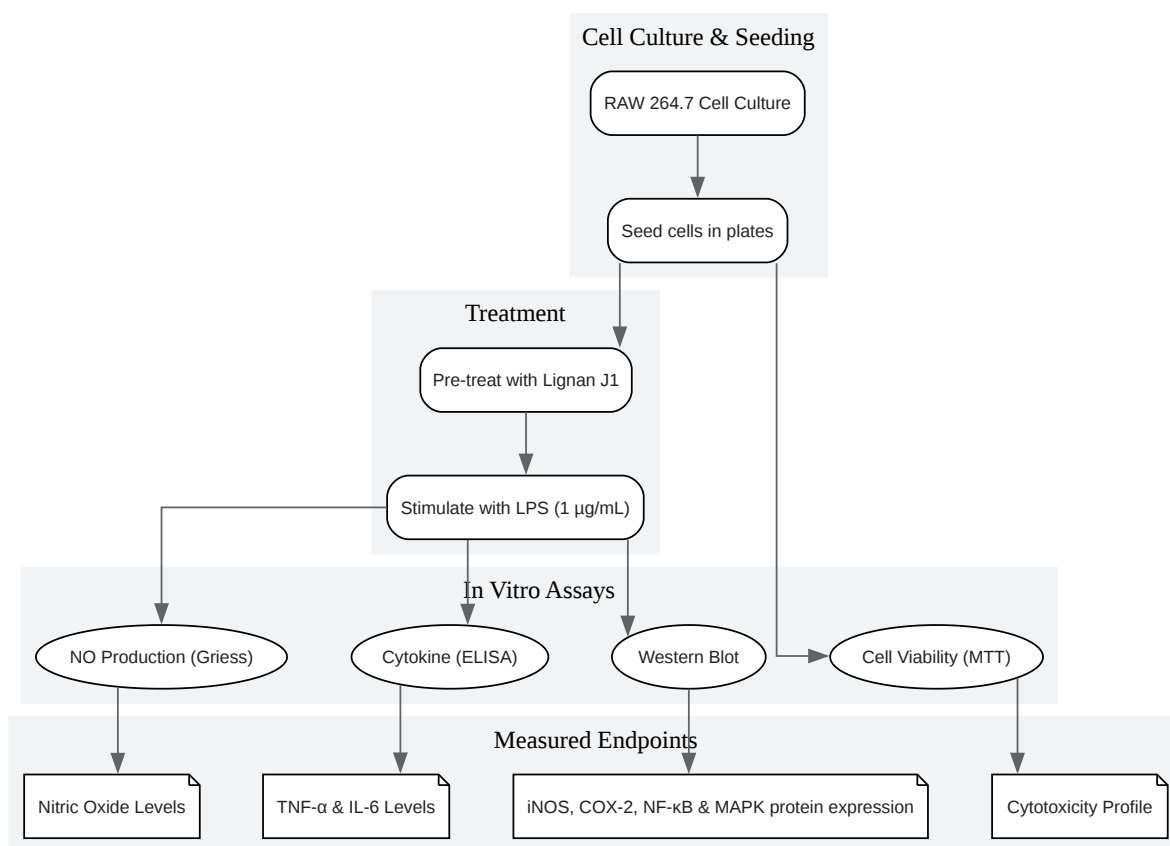 Cell Culture & Seeding
RAW 264.7 Cell Culture
Seed cells in plates
Treatment
Pre-treat with Lignan J1
Stimulate with LPS (1 µg/mL)
In Vitro Assays
NO Production (Griess)
Cytokine (ELISA)
Western Blot
Cell Viability (MTT)
Measured Endpoints
Nitric Oxide Levels
TNF-α & IL-6 Levels
iNOS, COX-2, NF-κB & MAPK protein expression
Cytotoxicity Profile